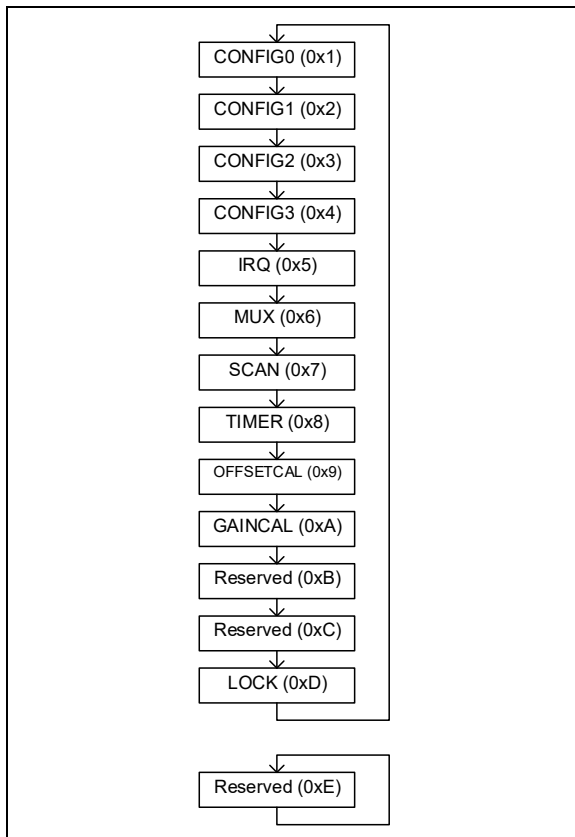 CONFIG0 (0x1)
CONFIG1 (0x2)
CONFIG2 (0x3)
CONFIG3 (0x4)
IRQ (0x5)
MUX (0x6)
SCAN (0x7)
TIMER (0x8)
OFFSETCAL (0x9)
GAINCAL (0xA)
Reserved (0xB)
Reserved (0xC)
LOCK (0xD)
Reserved (0xE)